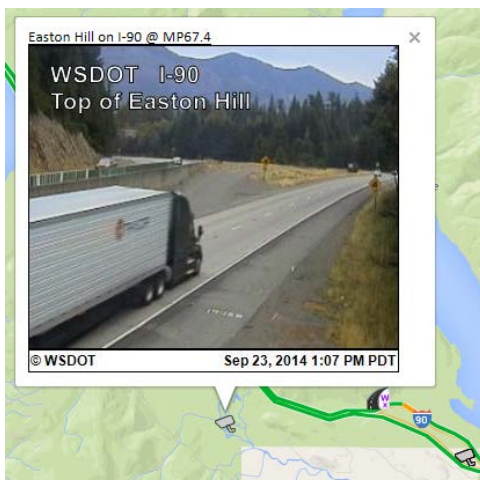 Easton Hill on I-90 @ MP67.4
WSDOT I-90
Top of Easton Hill
© WSDOT
Sep 23, 2014 1:07 PM PDT
W
90